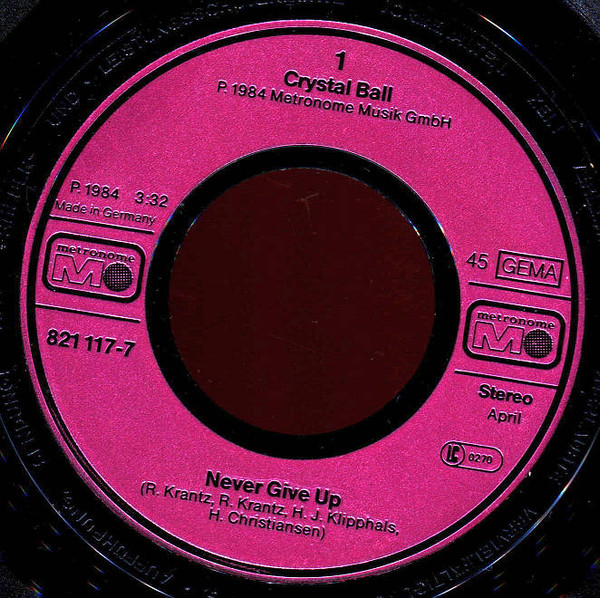 1
Crystal Ball
P. 1984 Metronome Musik GmbH
P. 1984 3:32
Made in Germany
metronome
M
821 117-7
45 GEMA
metronome
M
Stereo
April
LC 0270
Never Give Up
(R. Krantz, R. Krantz, H. J. Klipphals,
H. Christiansen)